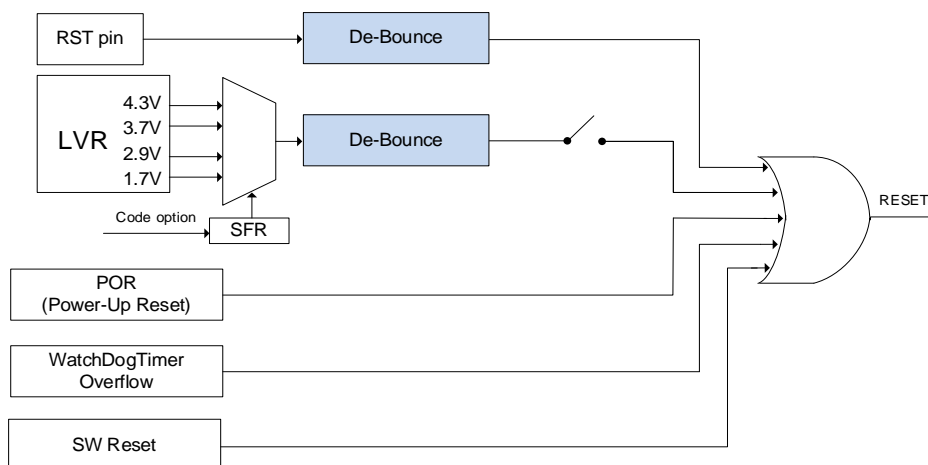 RST pin
De-Bounce
LVR
4.3V
3.7V
2.9V
1.7V
De-Bounce
Code option
SFR
RESET
POR
(Power-Up Reset)
WatchDogTimer
Overflow
SW Reset